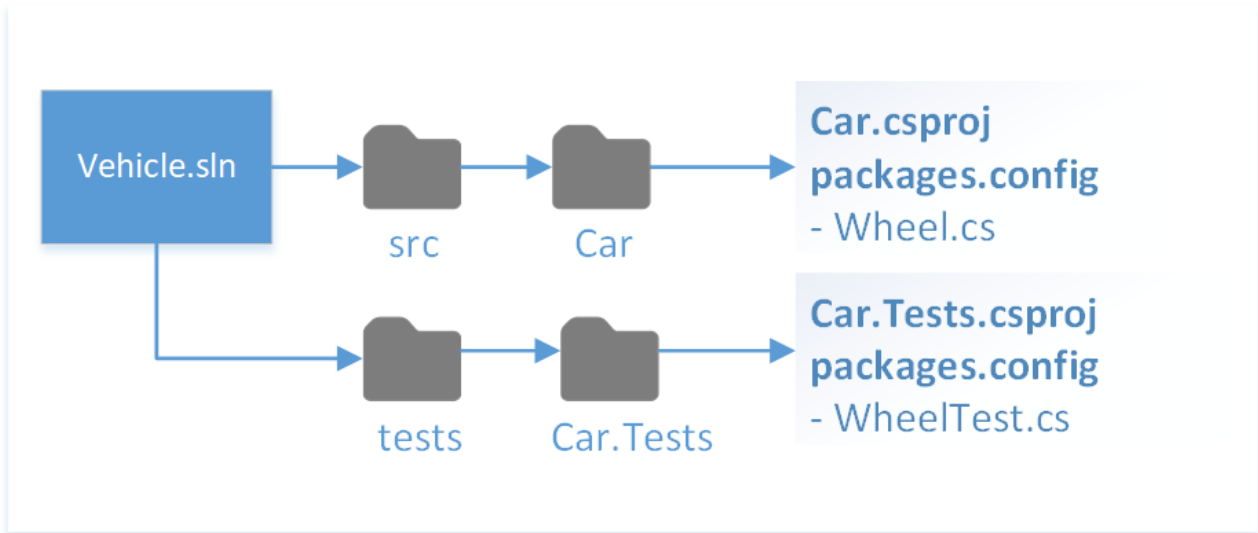 Vehicle.sln
src
Car
Car.csproj
packages.config
- Wheel.cs
tests
Car.Tests
Car.Tests.csproj
packages.config
- WheelTest.cs